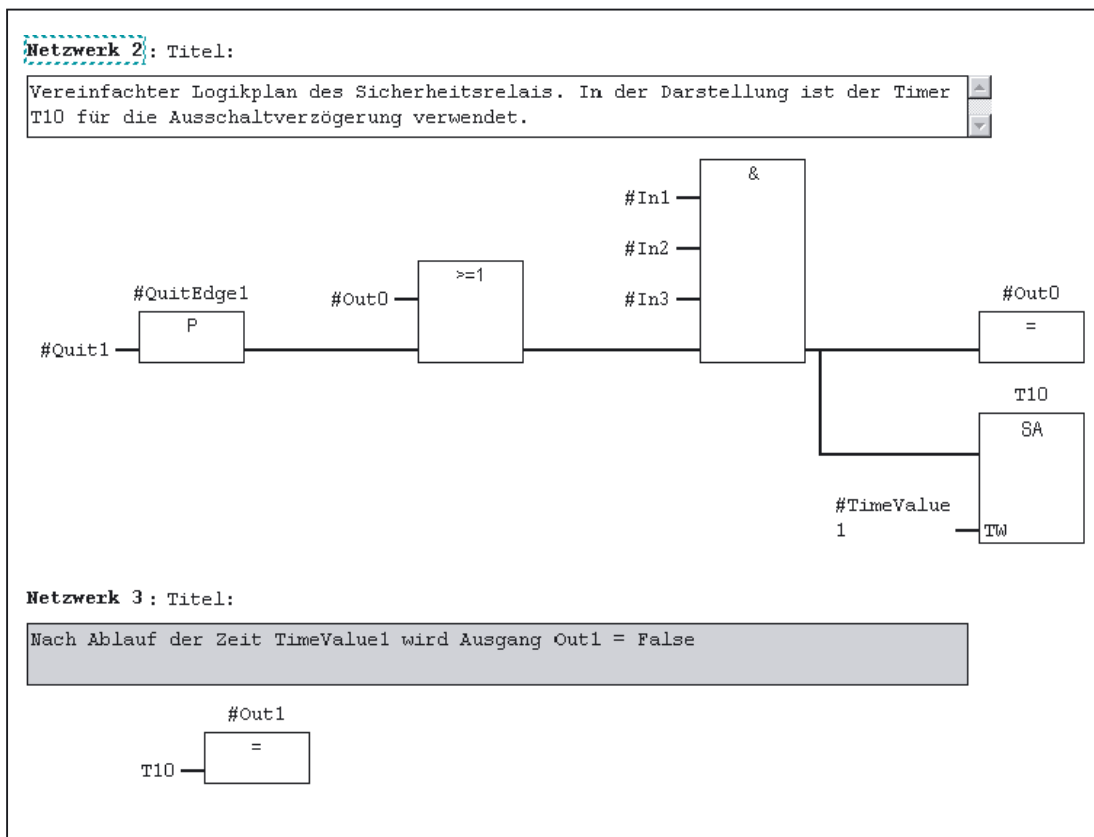 Netzwerk 2: Titel:
Vereinfachter Logikplan des Sicherheitsrelais. In der Darstellung ist der Timer
T10 für die Ausschaltverzögerung verwendet.
&
#In1
#In2
#In3
>=1
#Out0
#QuitEdge1
P
#Quit1
#Out0
=
T10
SA
#TimeValue
1
TW
Netzwerk 3: Titel:
Nach Ablauf der Zeit TimeValue1 wird Ausgang Out1 = False
#Out1
=
T10